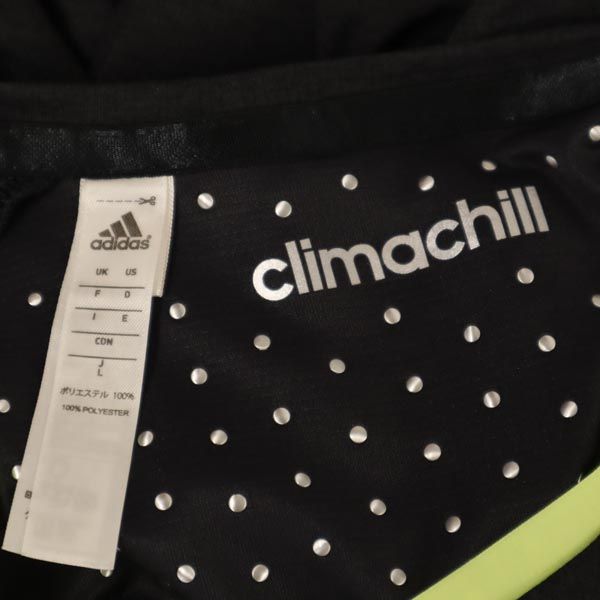 adidas
UK US
F D
I E
CDN
J
L
ポリエステル 100%
100% POLYESTER
climachill